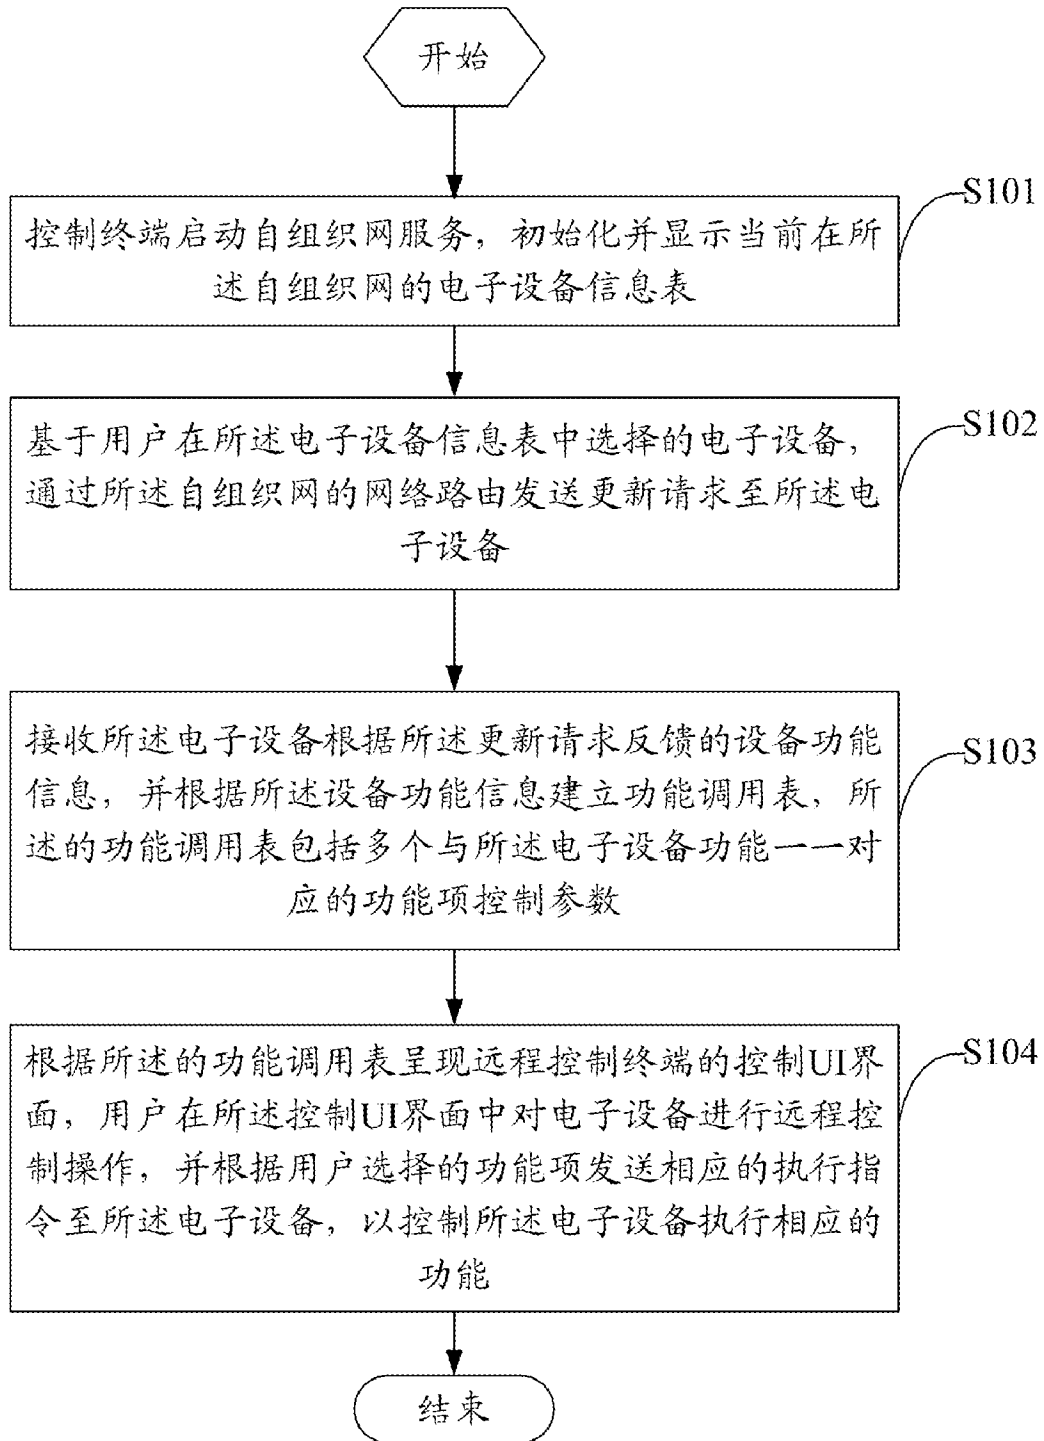 开始
S101
控制终端启动自组织网服务，初始化并显示当前在所
述自组织网的电子设备信息表
S102
基于用户在所述电子设备信息表中选择的电子设备，
通过所述自组织网的网络路由发送更新请求至所述电
子设备
S103
接收所述电子设备根据所述更新请求反馈的设备功能
信息，并根据所述设备功能信息建立功能调用表，所
述的功能调用表包括多个与所述电子设备功能一一对
应的功能项控制参数
S104
根据所述的功能调用表呈现远程控制终端的控制UI界
面，用户在所述控制UI界面中对电子设备进行远程控
制操作，并根据用户选择的功能项发送相应的执行指
令至所述电子设备，以控制所述电子设备执行相应的
功能
结束